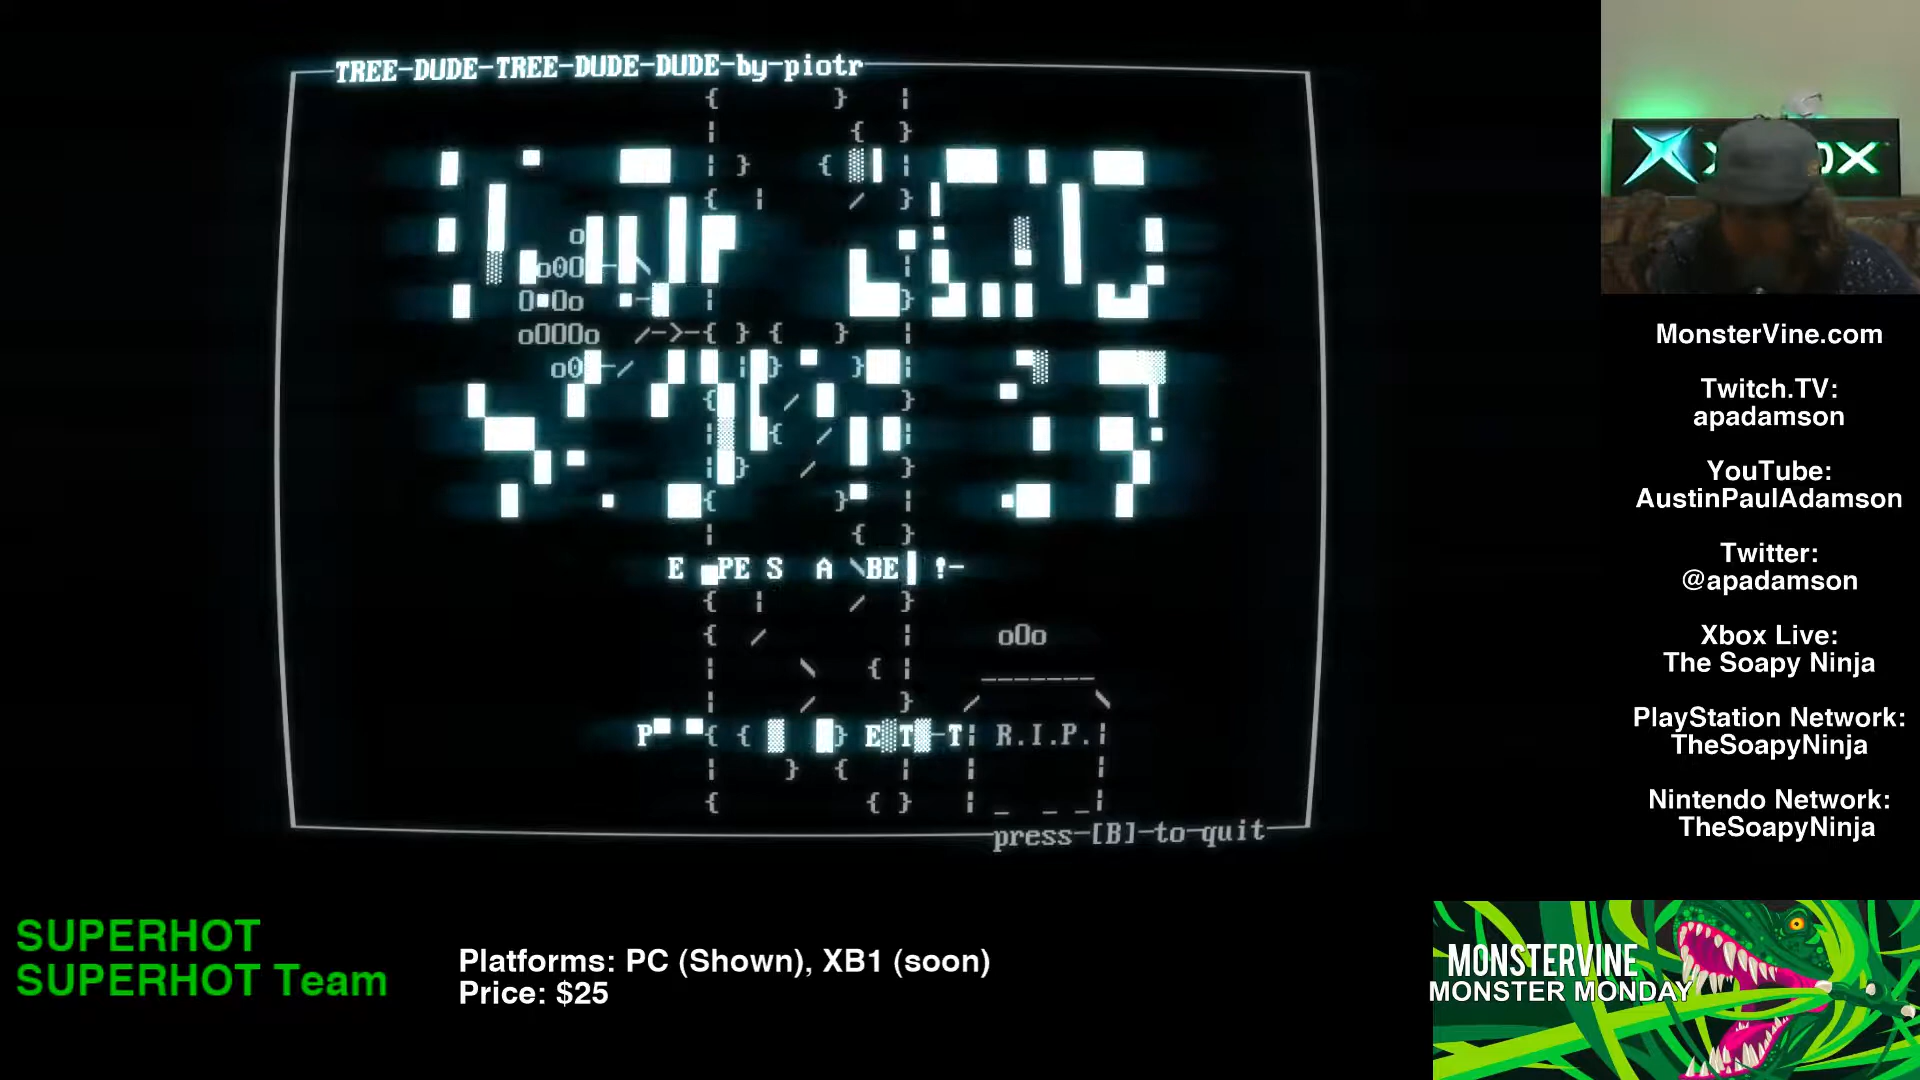 TREE-DUDE-TREE-DUDE-DUDE-by-piotr
R.I.P.
press-[B]-to-quit
MonsterVine.com
Twitch.TV:
apadamson
YouTube:
AustinPaulAdamson
Twitter:
@apadamson
Xbox Live:
The Soapy Ninja
PlayStation Network:
TheSoapyNinja
Nintendo Network:
TheSoapyNinja
SUPERHOT
SUPERHOT Team
Platforms: PC (Shown), XB1 (soon)
Price: $25
MONSTERVINE
MONSTER MONDAY